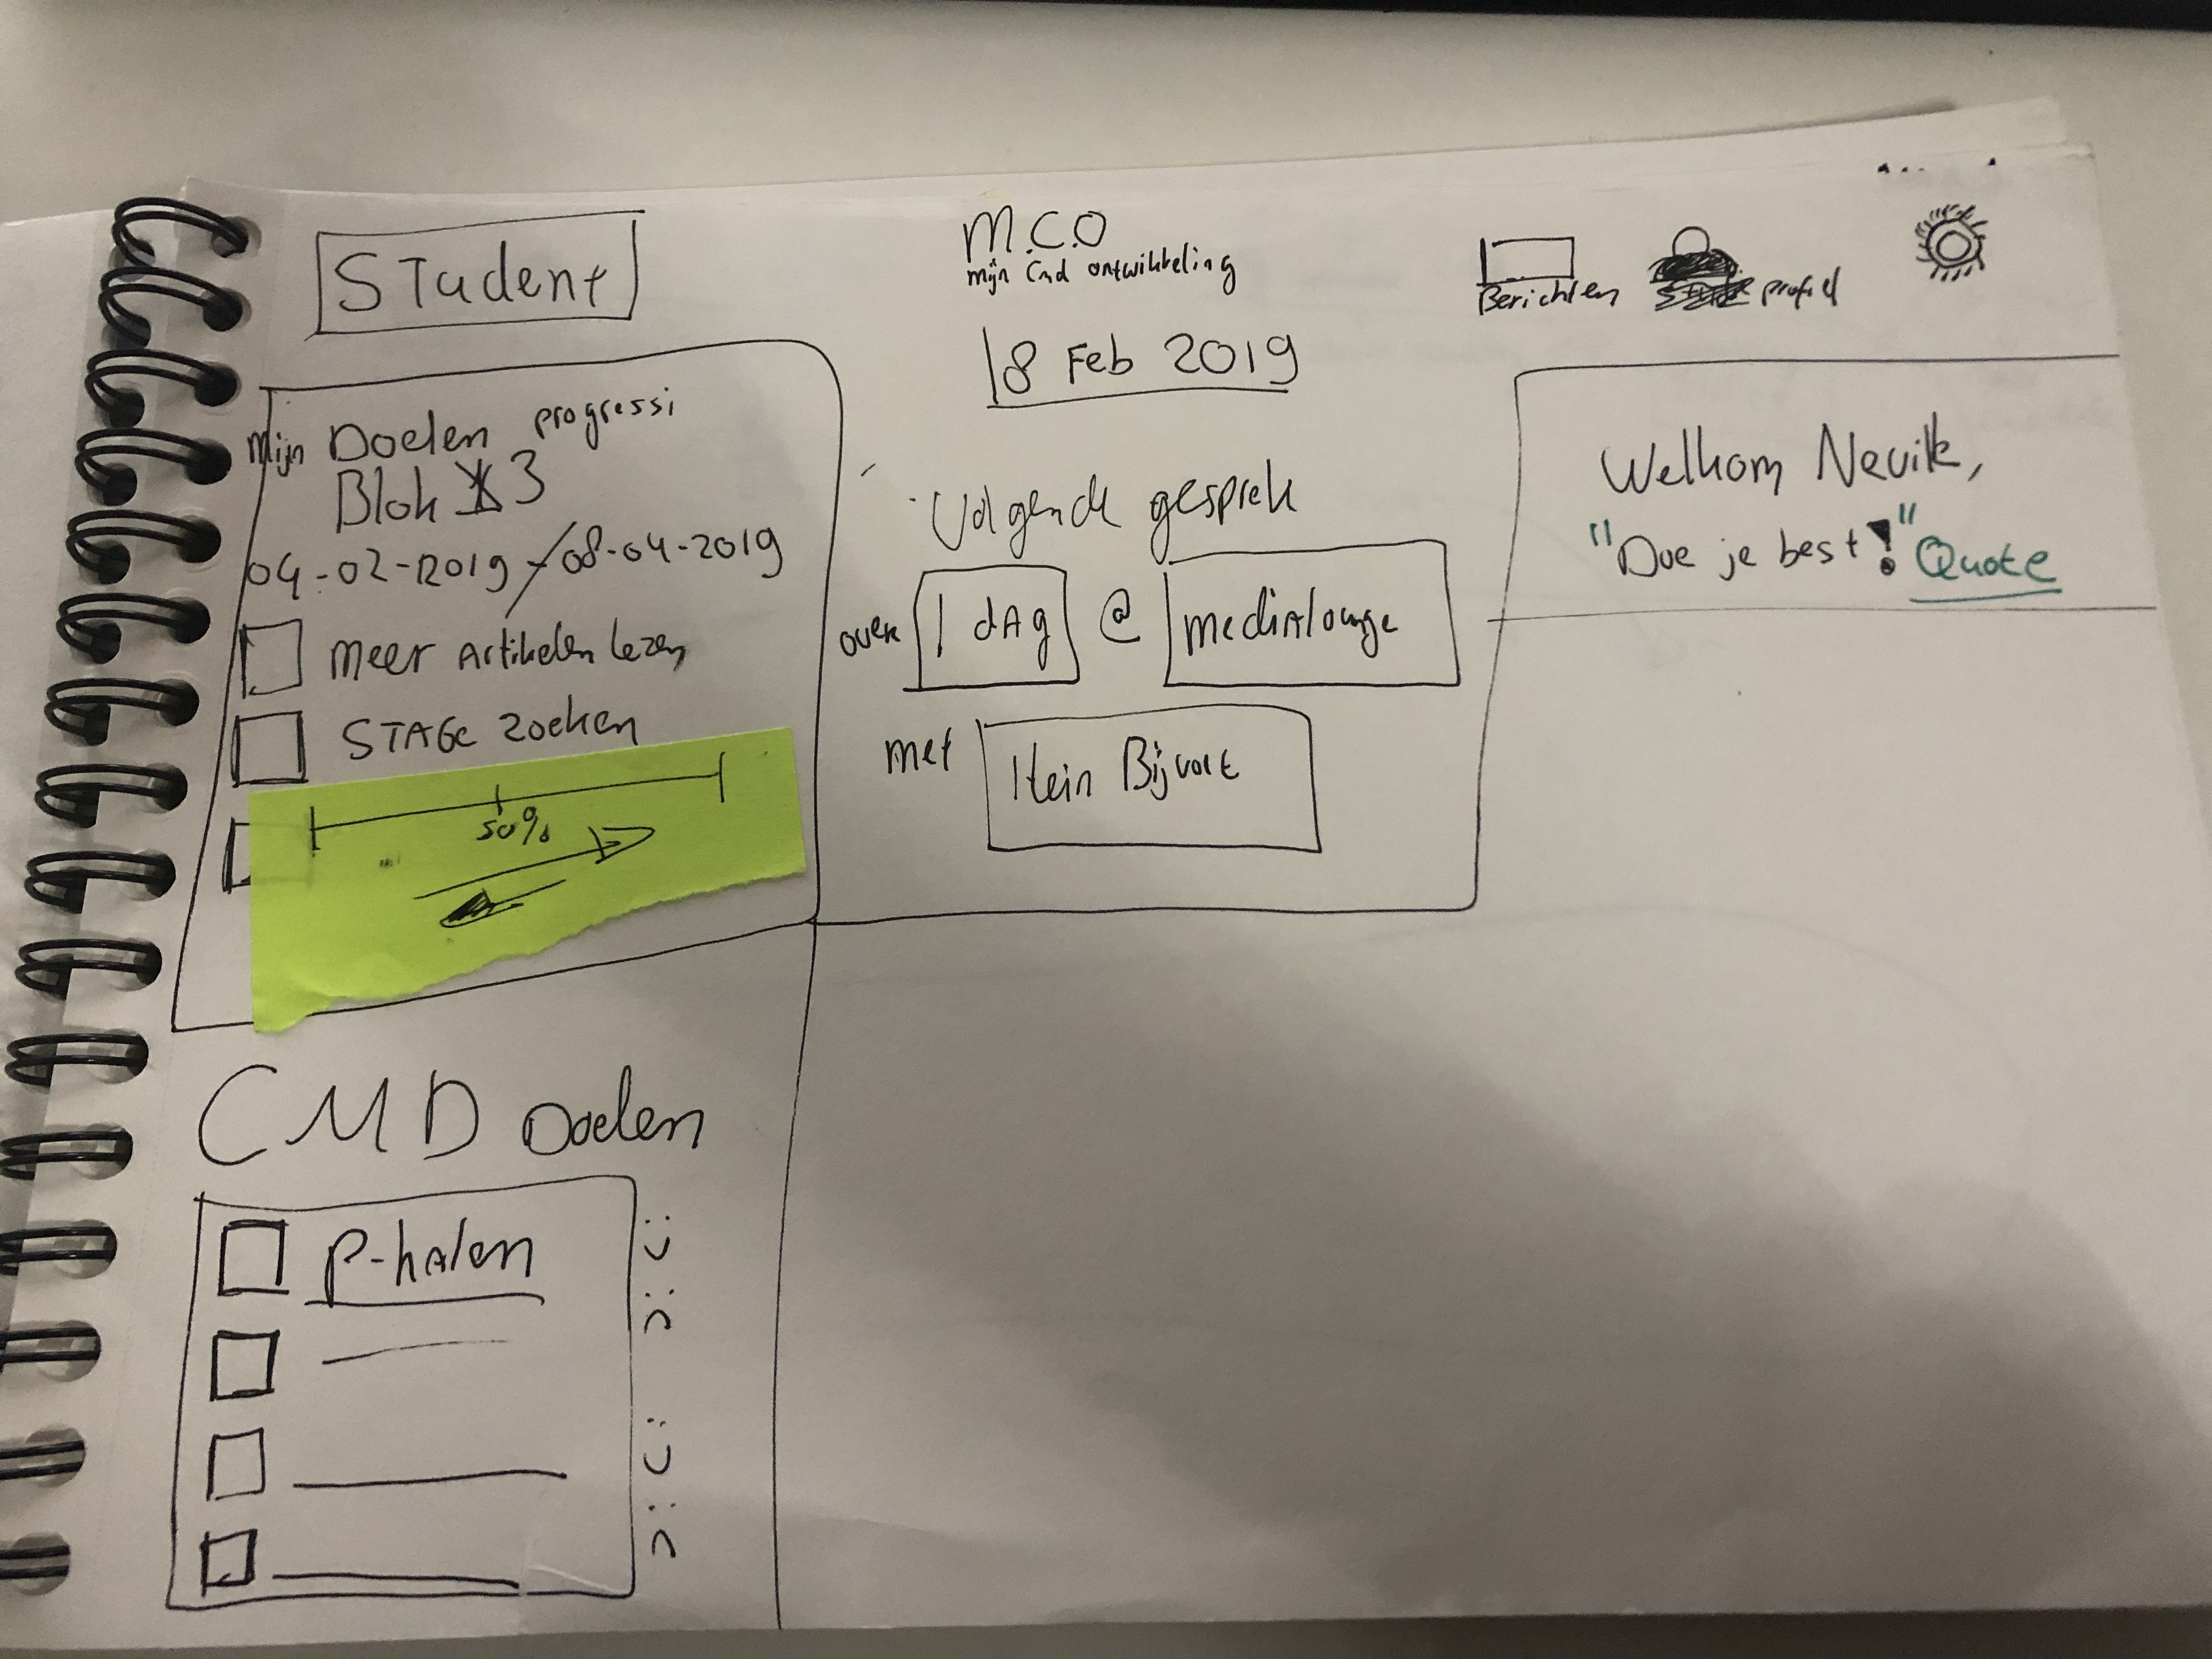 STudent
M.C.O
mijn Cmd ontwikkeling
Berichten
profiel
18 Feb 2019
mijn Doelen progressi
Blok 3
04-02-2019 - 08-04-2019
Meer Artikelen lezen
STAGE zoeken
50%
Volgende gesprek
over 1 dAg @ mediAlounge
met Hein Bijvoet
Welkom Neville,
"Doe je best!" Quote
CMD Doelen
P-halen